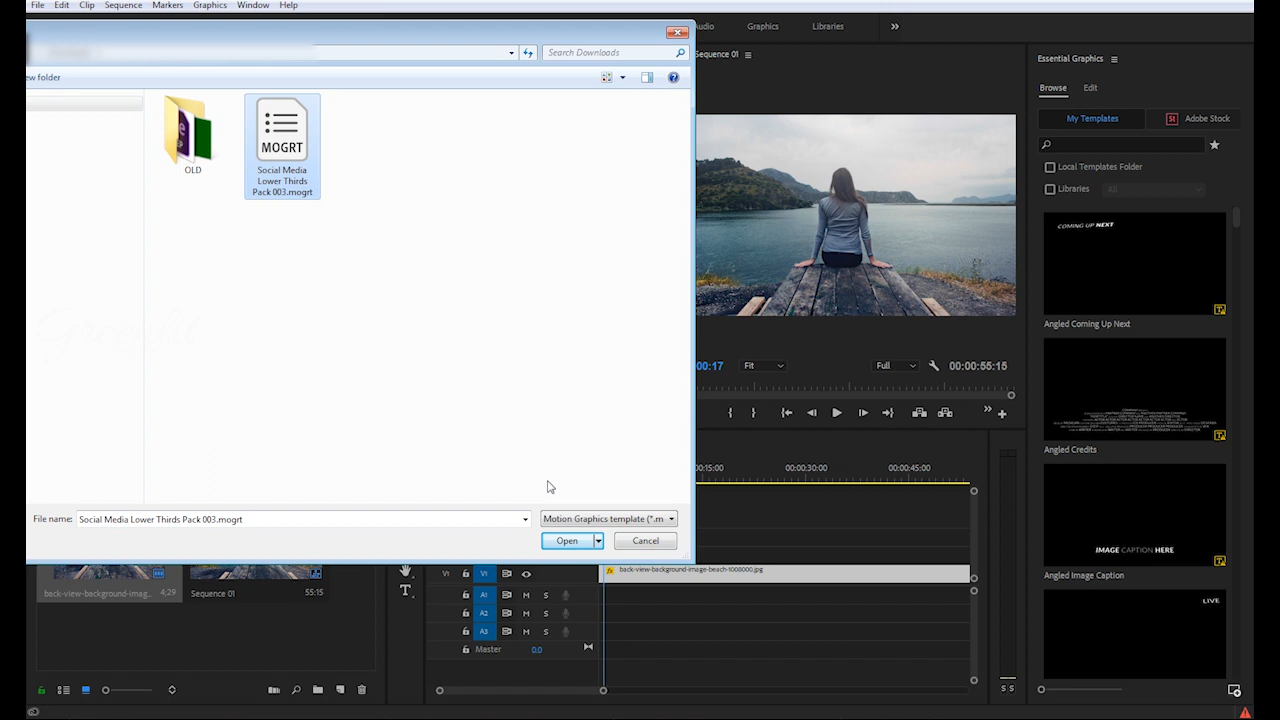 File Edit Clip Sequence Markers Graphics Window Help
Audio Graphics Libraries
Search Downloads
Sequence 01
Essential Graphics
ew folder
Browse Edit
My Templates St Adobe Stock
MOGRT
OLD
Social Media
Lower Thirds
Pack 003.mogrt
Local Templates Folder
Libraries All
COMING UP NEXT
Angled Coming Up Next
00:17 Fit Full 00:00:55:15
Angled Credits
00:15:00 00:00:30:00 00:00:45:00
File name: Social Media Lower Thirds Pack 003.mogrt Motion Graphics template (*.m
Open Cancel
IMAGE CAPTION HERE
Angled Image Caption
V1 V1 back-view-background-image-beach-1008000.jpg
back-view-background-imag... 4;29 Sequence 01 55:15
T
A1 M S
A2 M S
A3 M S
LIVE
Master 0.0
S S